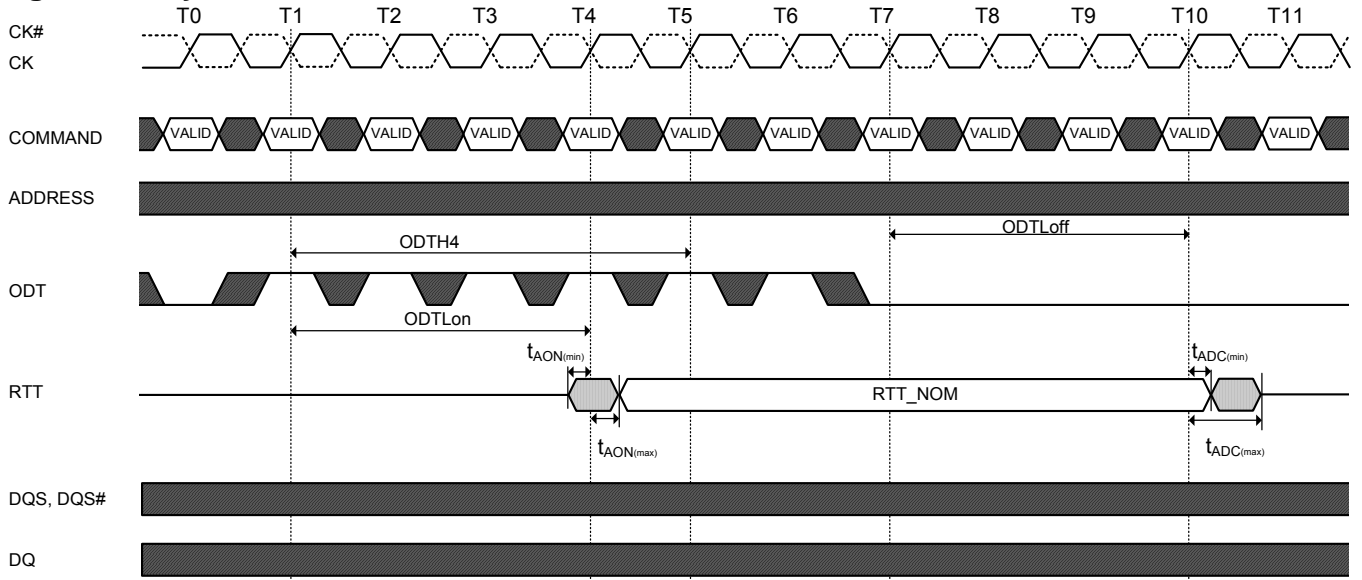 T0 T1 T2 T3 T4 T5 T6 T7 T8 T9 T10 T11
CK#
CK
COMMAND VALID VALID VALID VALID VALID VALID VALID VALID VALID VALID VALID VALID
ADDRESS
ODTLoff
ODTH4
ODT
ODTLon
tAON(min) tADC(min)
RTT RTT_NOM
tAON(max) tADC(max)
DQS, DQS#
DQ